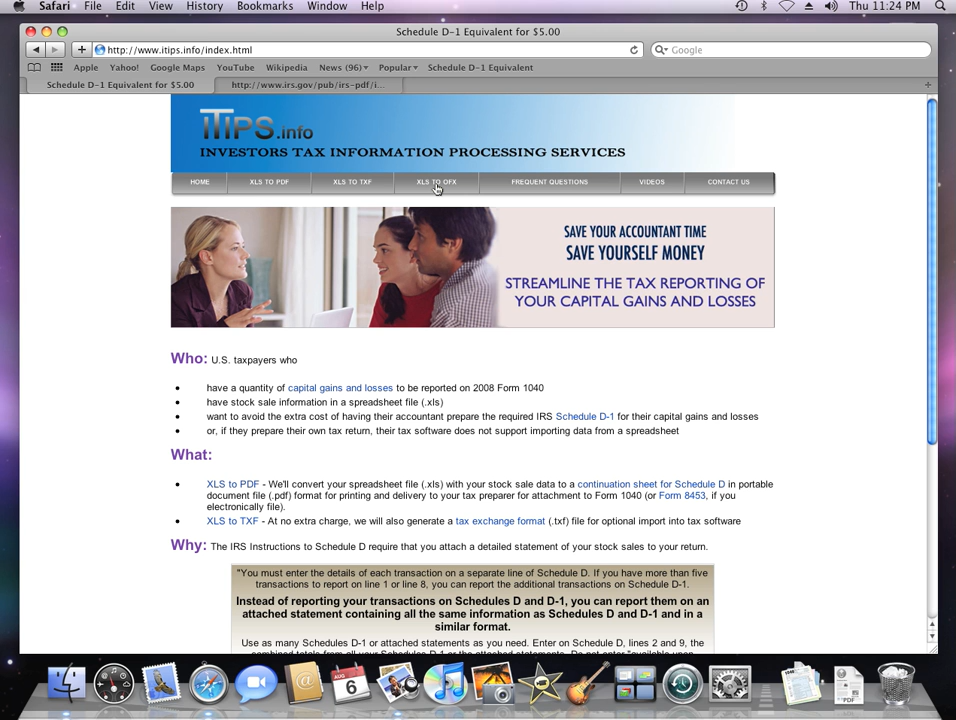 Safari File Edit View History Bookmarks Window Help Thu 11:24 PM
Schedule D-1 Equivalent for $5.00
http://www.itips.info/index.html Google
Apple Yahoo! Google Maps YouTube Wikipedia News (96) Popular Schedule D-1 Equivalent
Schedule D-1 Equivalent for $5.00 http://www.irs.gov/pub/irs-pdf/i...
iTIPS.info
INVESTORS TAX INFORMATION PROCESSING SERVICES
HOME XLS TO PDF XLS TO TXF XLS TO OFX FREQUENT QUESTIONS VIDEOS CONTACT US
SAVE YOUR ACCOUNTANT TIME
SAVE YOURSELF MONEY
STREAMLINE THE TAX REPORTING OF
YOUR CAPITAL GAINS AND LOSSES
Who: U.S. taxpayers who
• have a quantity of capital gains and losses to be reported on 2008 Form 1040
• have stock sale information in a spreadsheet file (.xls)
• want to avoid the extra cost of having their accountant prepare the required IRS Schedule D-1 for their capital gains and losses
• or, if they prepare their own tax return, their tax software does not support importing data from a spreadsheet
What:
• XLS to PDF - We'll convert your spreadsheet file (.xls) with your stock sale data to a continuation sheet for Schedule D in portable
document file (.pdf) format for printing and delivery to your tax preparer for attachment to Form 1040 (or Form 8453, if you
electronically file).
• XLS to TXF - At no extra charge, we will also generate a tax exchange format (.txf) file for optional import into tax software
Why: The IRS Instructions to Schedule D require that you attach a detailed statement of your stock sales to your return.
"You must enter the details of each transaction on a separate line of Schedule D. If you have more than five
transactions to report on line 1 or line 8, you can report the additional transactions on Schedule D-1.
Instead of reporting your transactions on Schedules D and D-1, you can report them on an
attached statement containing all the same information as Schedules D and D-1 and in a
similar format.
Use as many Schedules D-1 or attached statements as you need. Enter on Schedule D, lines 2 and 9, the
AUG
6
PDF